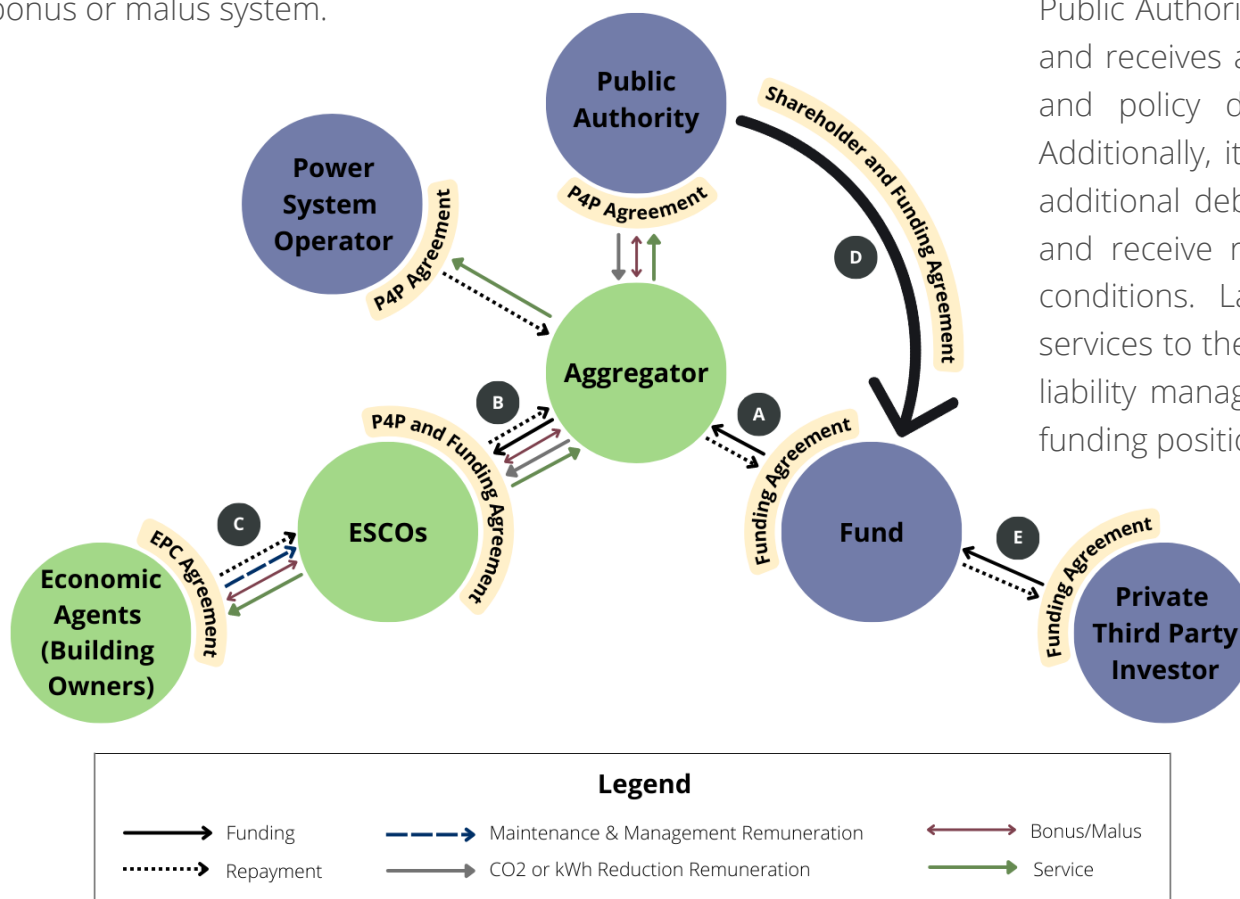 bonus or malus system.
Public
and receives a
and policy d
Additionally, it
additional deb
and receive
conditions. La
services to the
liability manag
funding positio
Public
Authority
Shareholder and Funding Agreement
P4P Agreement
Power
System
Operator
P4P Agreement
D
Aggregator
B
A
P4P and Funding Agreement
Funding Agreement
ESCOs
Fund
C
E
EPC Agreement
Funding Agreement
Economic
Agents
(Building
Owners)
Private
Third Party
Investor
Legend
Funding
Maintenance & Management Remuneration
Bonus/Malus
Repayment
CO2 or kWh Reduction Remuneration
Service